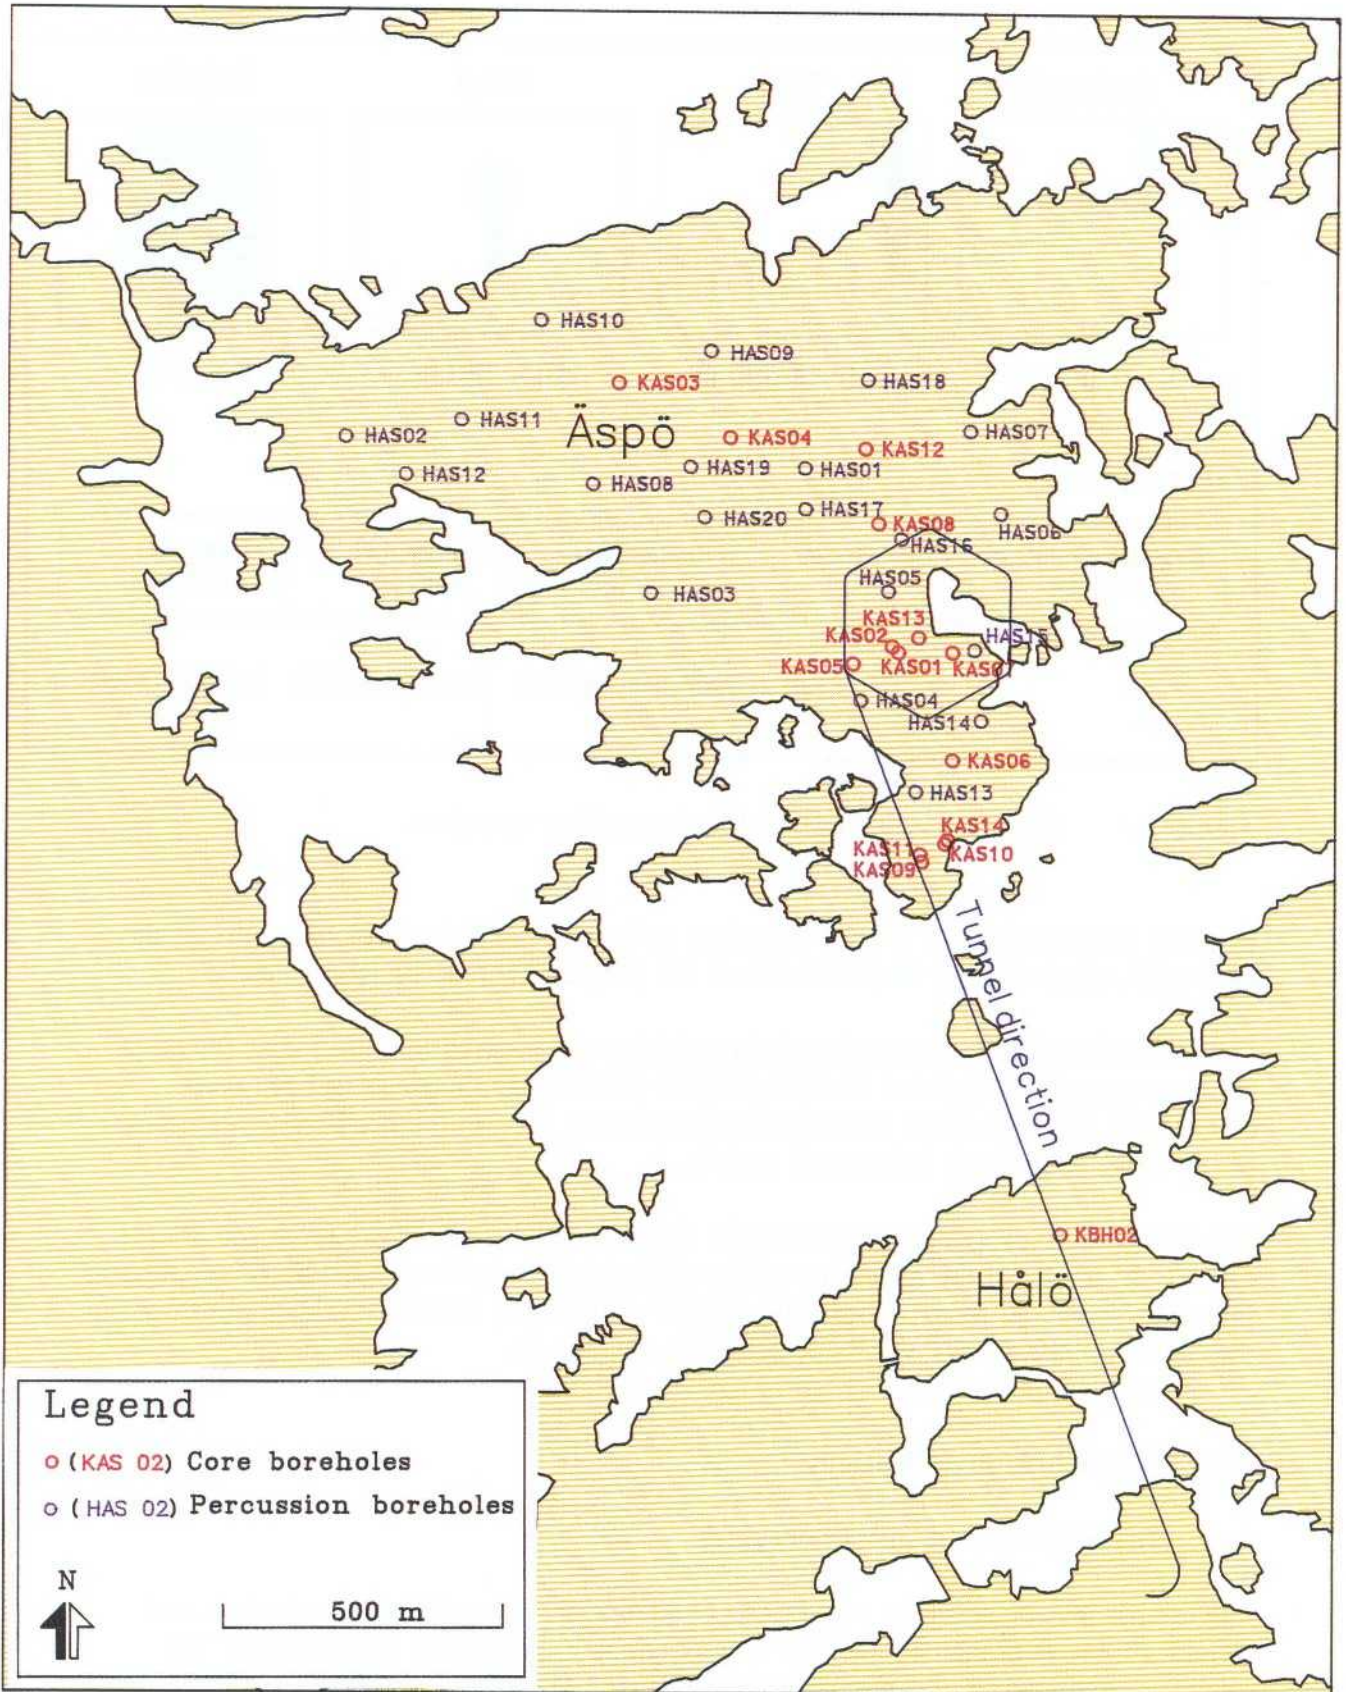 HAS10
HAS09
KAS03
HAS18
HAS11
HAS02
Äspö
KAS04
HAS07
KAS12
HAS12
HAS19
HAS01
HAS08
HAS20
HAS17
KAS08
HAS06
HAS16
HAS05
HAS03
KAS13
KAS02
HAS15
KAS05
KAS01
KAS07
HAS04
HAS14
KAS06
HAS13
KAS14
KAS11
KAS10
KAS09
Tunnel direction
KBH02
Hålö
Legend
(KAS 02) Core boreholes
(HAS 02) Percussion boreholes
N
500 m